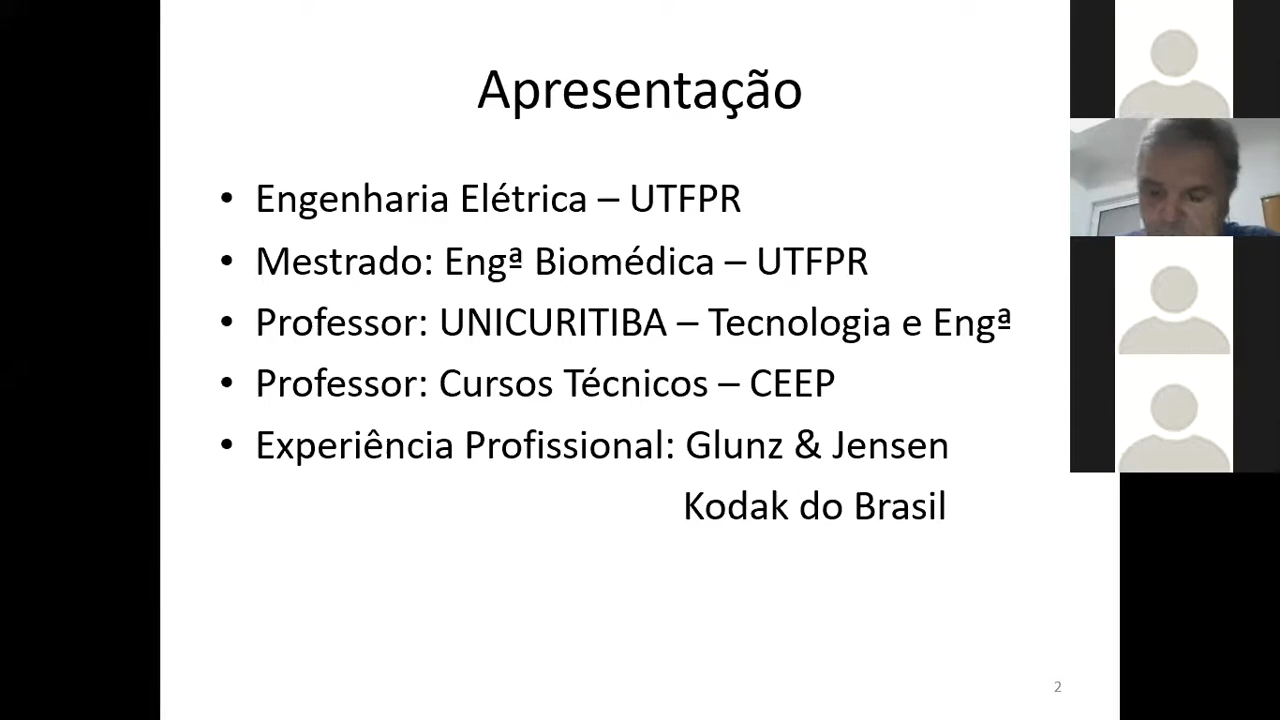 Apresentação
• Engenharia Elétrica – UTFPR
• Mestrado: Engª Biomédica – UTFPR
• Professor: UNICURITIBA – Tecnologia e Engª
• Professor: Cursos Técnicos – CEEP
• Experiência Profissional: Glunz & Jensen
Kodak do Brasil
2